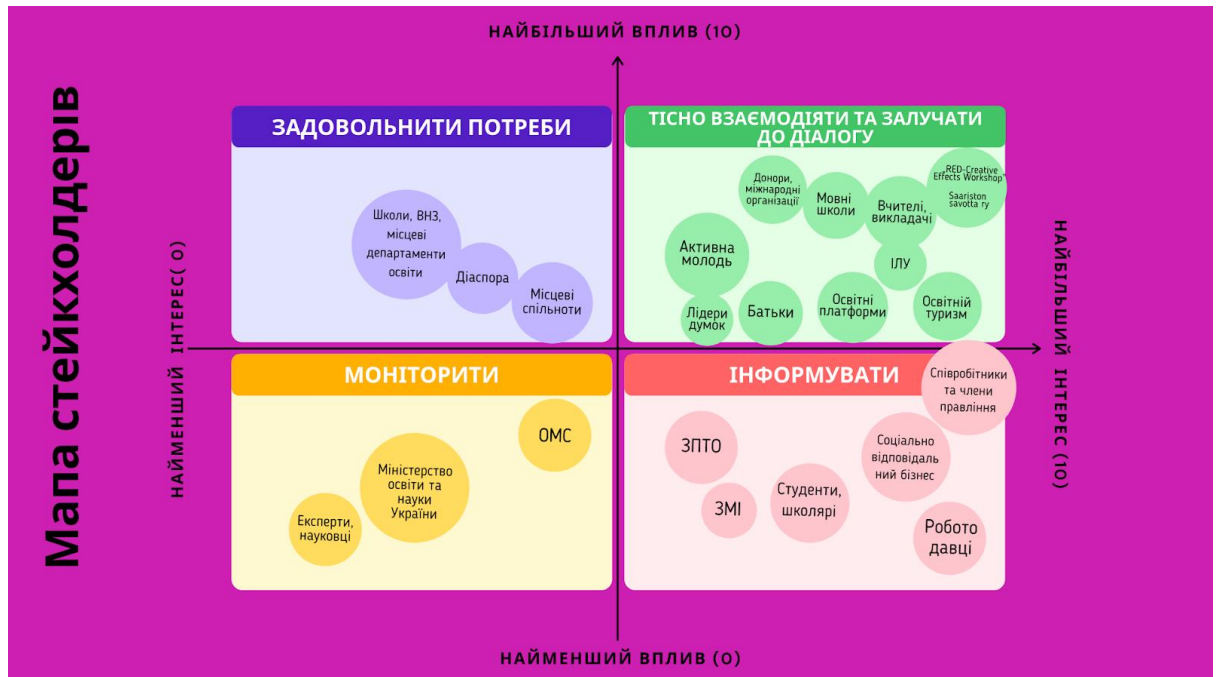 НАЙБІЛЬШИЙ ВПЛИВ (10)
Мапа стейкхолдерів
НАЙМЕНШИЙ ІНТЕРЕС( 0)
ЗАДОВОЛЬНИТИ ПОТРЕБИ
Школи, ВНЗ,
місцеві
департаменти
освіти
Діаспора
Місцеві
спільноти
ТІСНО ВЗАЄМОДІЯТИ ТА ЗАЛУЧАТИ
ДО ДІАЛОГУ
Донори,
міжнародні
організації
Мовні
школи
Вчителі,
викладачі
"RED-Creative
Effects Workshop"
Saariston
savotta ry
Активна
молодь
ІЛУ
Лідери
думок
Батьки
Освітні
платформи
Освітній
туризм
НАЙБІЛЬШИЙ ІНТЕРЕС (10)
МОНІТОРИТИ
ОМС
Міністерство
освіти та
науки
України
Експерти,
науковці
ІНФОРМУВАТИ
Співробітники
та члени
правління
ЗПТО
Соціально
відповідаль
ний бізнес
ЗМІ
Студенти,
школярі
Робото
давці
НАЙМЕНШИЙ ВПЛИВ (0)